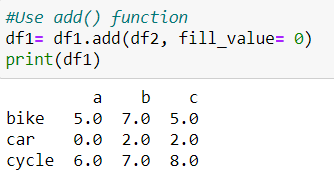 #Use add() function
df1= df1.add(df2, fill_value= 0)
print(df1)
a b c
bike 5.0 7.0 5.0
car 0.0 2.0 2.0
cycle 6.0 7.0 8.0